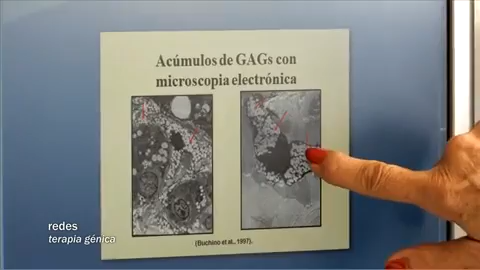 Acúmulos de GAGs con
microscopia electrónica
(Buchino et al., 1997).
redes
terapia génica